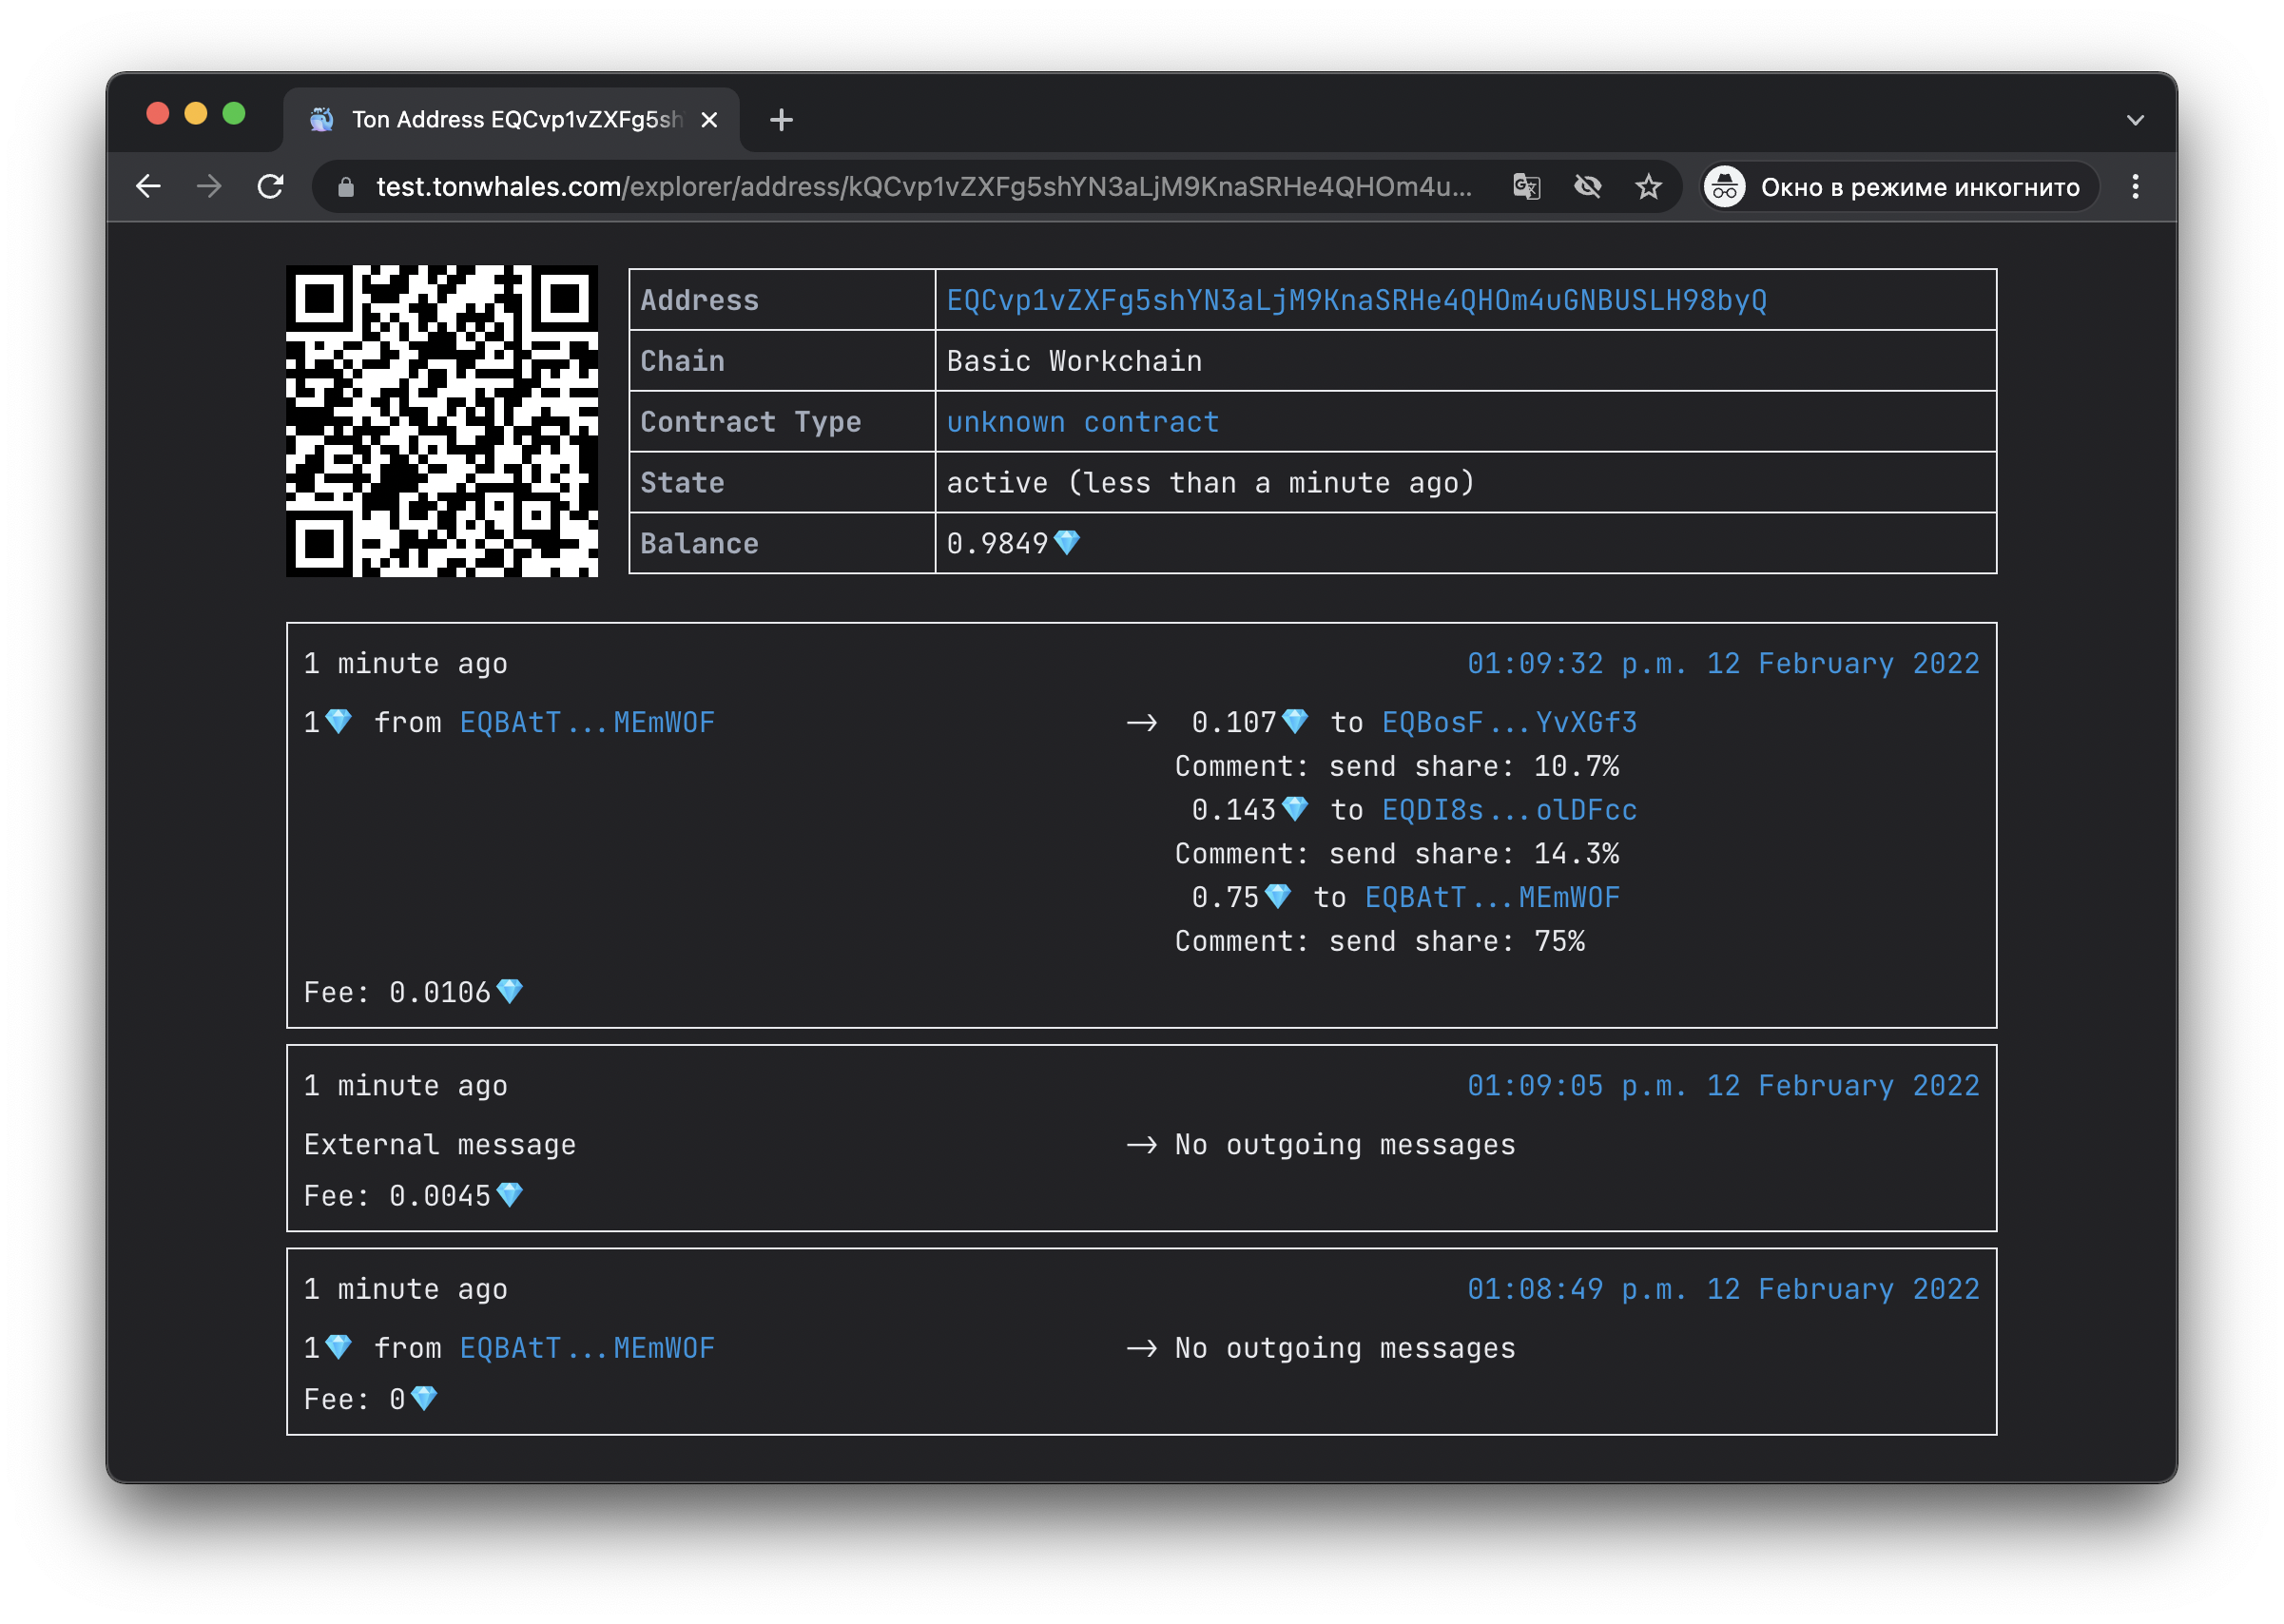 Ton Address EQCvp1vZXFg5sh
test.tonwhales.com/explorer/address/kQCvp1vZXFg5shYN3aLjM9KnaSRHe4QHOm4u...
Окно в режиме инкогнито
Address EQCvp1vZXFg5shYN3aLjM9KnaSRHe4QHOm4uGNBUSLH98byQ
Chain Basic Workchain
Contract Type unknown contract
State active (less than a minute ago)
Balance 0.9849💎
1 minute ago 01:09:32 p.m. 12 February 2022
1💎 from EQBAtT...MEmWOF → 0.107💎 to EQBosF...YvXGf3
Comment: send share: 10.7%
0.143💎 to EQDI8s...olDFcc
Comment: send share: 14.3%
0.75💎 to EQBAtT...MEmWOF
Comment: send share: 75%
Fee: 0.0106💎
1 minute ago 01:09:05 p.m. 12 February 2022
External message → No outgoing messages
Fee: 0.0045💎
1 minute ago 01:08:49 p.m. 12 February 2022
1💎 from EQBAtT...MEmWOF → No outgoing messages
Fee: 0💎